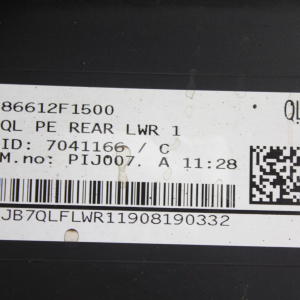 86612F1500
QL PE REAR LWR 1
ID: 7041166 / C
M.no: PIJ007. A 11:28
JB7QLFLWR11908190332
QL